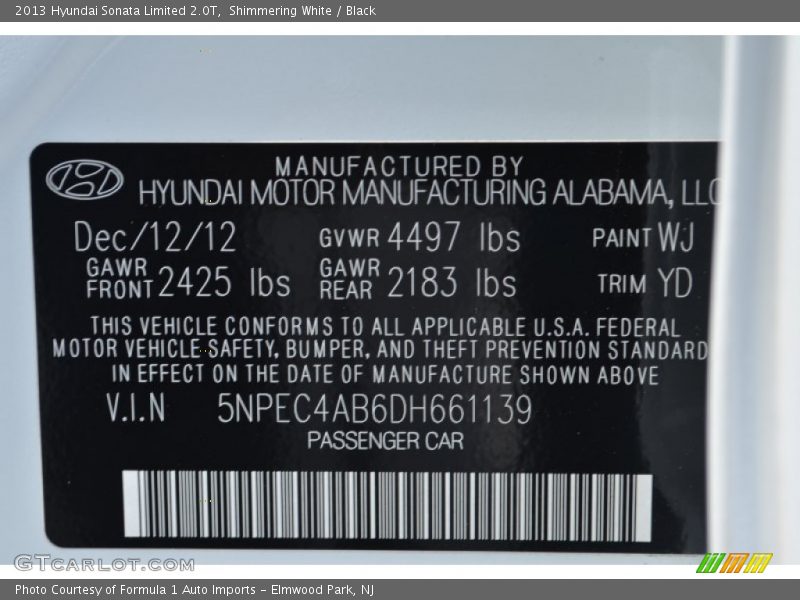 2013 Hyundai Sonata Limited 2.0T,  Shimmering White / Black
MANUFACTURED BY
HYUNDAI MOTOR MANUFACTURING ALABAMA, LLC
Dec/12/12 GVWR 4497 lbs PAINT WJ
GAWR FRONT 2425 lbs GAWR REAR 2183 lbs TRIM YD
THIS VEHICLE CONFORMS TO ALL APPLICABLE U.S.A. FEDERAL
MOTOR VEHICLE SAFETY, BUMPER, AND THEFT PREVENTION STANDARD
IN EFFECT ON THE DATE OF MANUFACTURE SHOWN ABOVE
V.I.N 5NPEC4AB6DH661139
PASSENGER CAR
GTCARLOT.COM
Photo Courtesy of Formula 1 Auto Imports – Elmwood Park, NJ